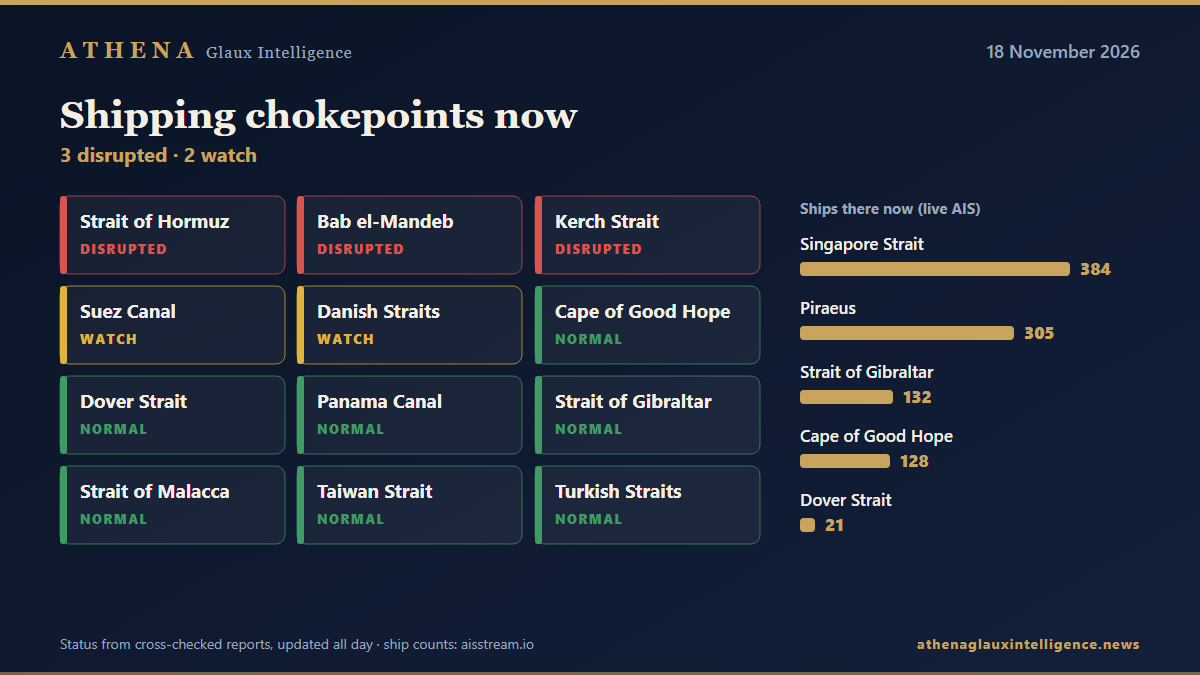 ATHENA Glaux Intelligence
18 November 2026
Shipping chokepoints now
3 disrupted · 2 watch
Strait of Hormuz
DISRUPTED
Bab el-Mandeb
DISRUPTED
Kerch Strait
DISRUPTED
Suez Canal
WATCH
Danish Straits
WATCH
Cape of Good Hope
NORMAL
Dover Strait
NORMAL
Panama Canal
NORMAL
Strait of Gibraltar
NORMAL
Strait of Malacca
NORMAL
Taiwan Strait
NORMAL
Turkish Straits
NORMAL
Ships there now (live AIS)
Singapore Strait
384
Piraeus
305
Strait of Gibraltar
132
Cape of Good Hope
128
Dover Strait
21
Status from cross-checked reports, updated all day · ship counts: aisstream.io
athenaglauxintelligence.news